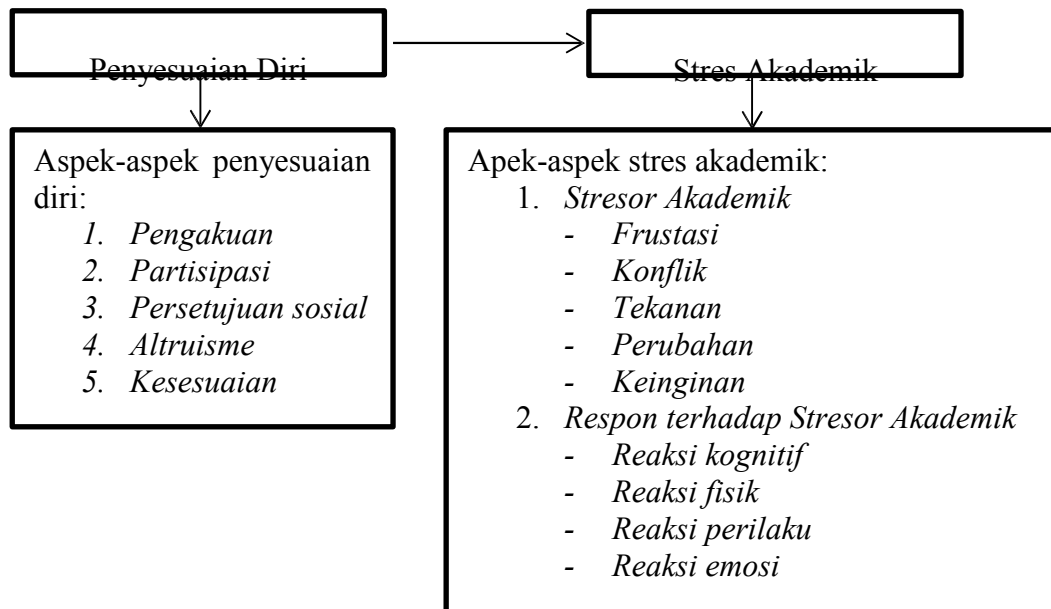 Penyesuaian Diri
Stres Akademik
Aspek-aspek penyesuaian
diri:
1. Pengakuan
2. Partisipasi
3. Persetujuan sosial
4. Altruisme
5. Kesesuaian
Apek-aspek stres akademik:
1. Stresor Akademik
- Frustasi
- Konflik
- Tekanan
- Perubahan
- Keinginan
2. Respon terhadap Stresor Akademik
- Reaksi kognitif
- Reaksi fisik
- Reaksi perilaku
- Reaksi emosi